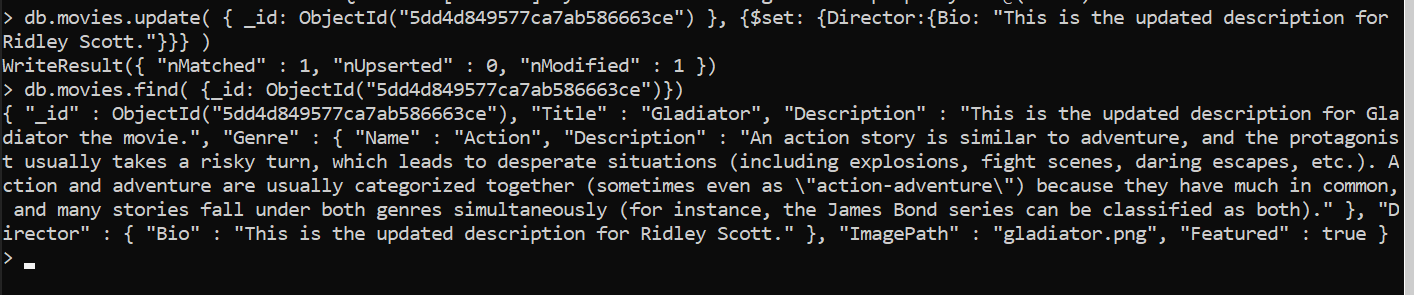 > db.movies.update( { _id: ObjectId("5dd4d849577ca7ab586663ce") }, {$set: {Director:{Bio: "This is the updated description for
Ridley Scott."}}} )
WriteResult({ "nMatched" : 1, "nUpserted" : 0, "nModified" : 1 })
> db.movies.find( {_id: ObjectId("5dd4d849577ca7ab586663ce")})
{ "_id" : ObjectId("5dd4d849577ca7ab586663ce"), "Title" : "Gladiator", "Description" : "This is the updated description for Gla
diator the movie.", "Genre" : { "Name" : "Action", "Description" : "An action story is similar to adventure, and the protagonis
t usually takes a risky turn, which leads to desperate situations (including explosions, fight scenes, daring escapes, etc.). A
ction and adventure are usually categorized together (sometimes even as \"action-adventure\") because they have much in common,
 and many stories fall under both genres simultaneously (for instance, the James Bond series can be classified as both)." }, "D
irector" : { "Bio" : "This is the updated description for Ridley Scott." }, "ImagePath" : "gladiator.png", "Featured" : true }
>